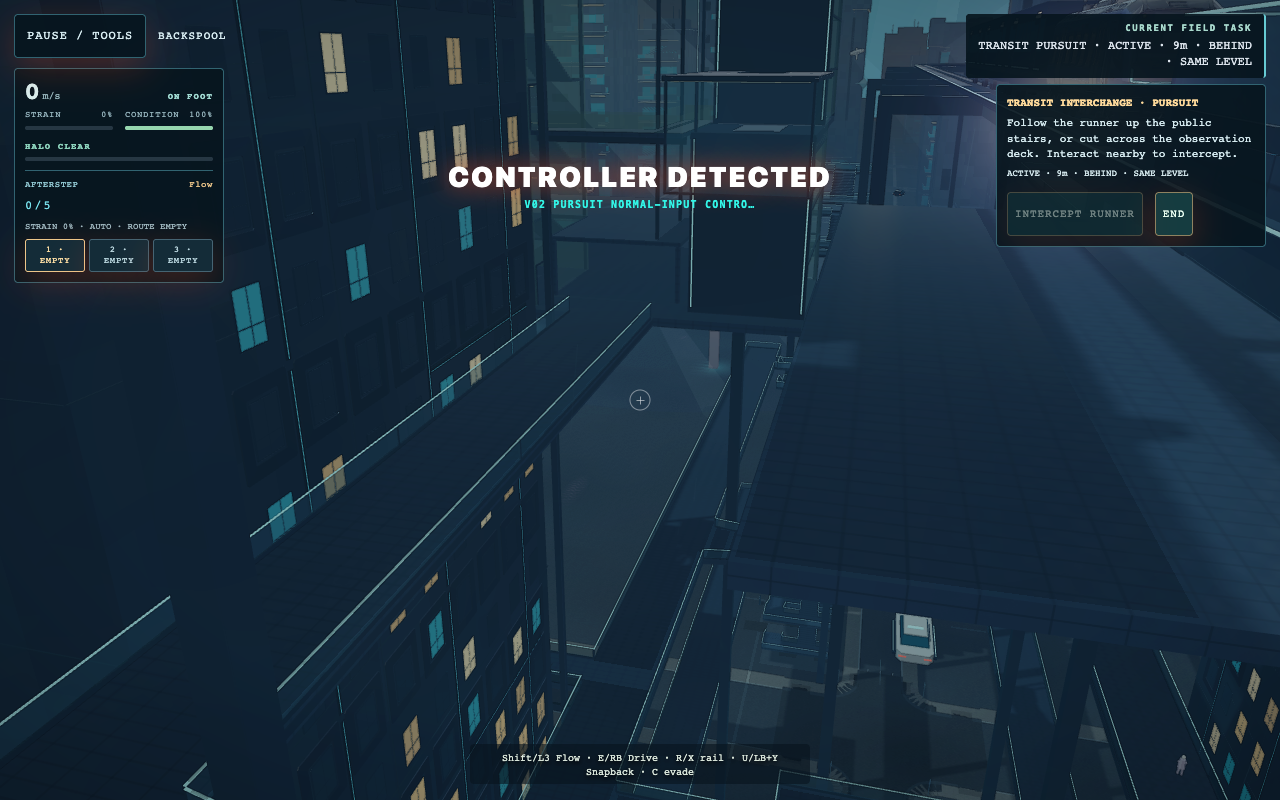 PAUSE / TOOLS
BACKSPOOL
0 m/s
ON FOOT
STRAIN 0%
CONDITION 100%
HALO CLEAR
AFTERSTEP
Flow
0/5
STRAIN 0% · AUTO · ROUTE EMPTY
1 · EMPTY
2 · EMPTY
3 · EMPTY
CONTROLLER DETECTED
V02 PURSUIT NORMAL-INPUT CONTRO…
CURRENT FIELD TASK
TRANSIT PURSUIT · ACTIVE · 9m · BEHIND
· SAME LEVEL
TRANSIT INTERCHANGE · PURSUIT
Follow the runner up the public
stairs, or cut across the observation
deck. Interact nearby to intercept.
ACTIVE · 9m · BEHIND · SAME LEVEL
INTERCEPT RUNNER
END
Shift/L3 Flow · E/RB Drive · R/X rail · U/LB+Y
Snapback · C evade